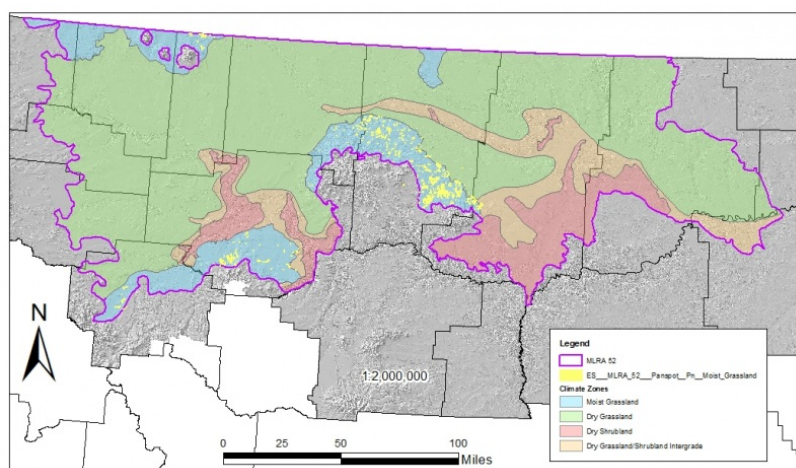 N
1:2,000,000
0 25 50 100
Miles
Legend
MLRA 52
ES___MLRA_52___Panspot__Pn__Moist_Grassland
Climate Zones
Moist Grassland
Dry Grassland
Dry Shrubland
Dry Grassland/Shrubland Intergrade